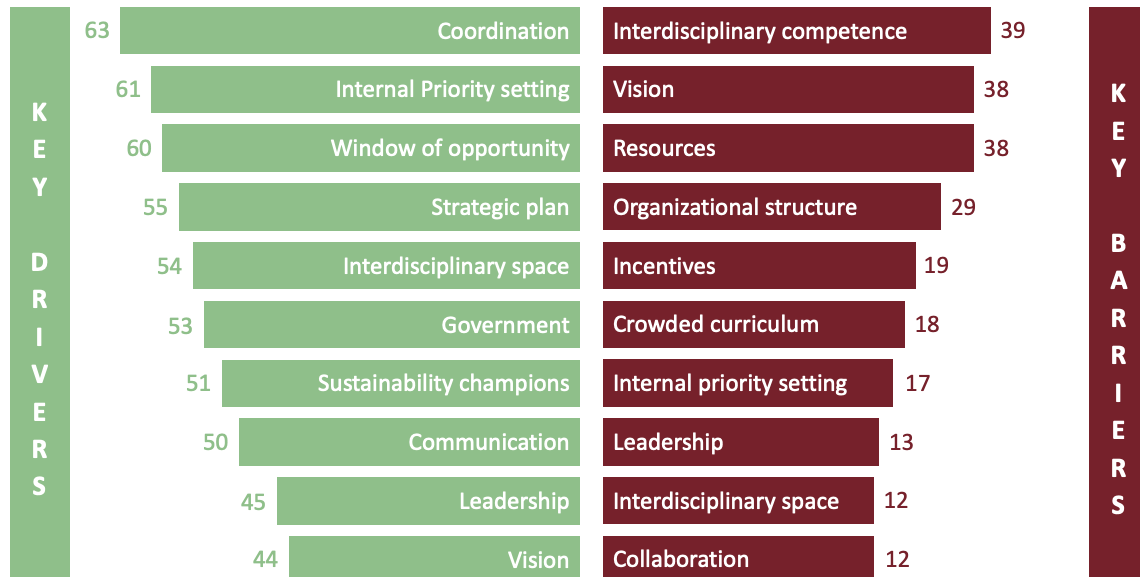 KEY DRIVERS
63 Coordination
61 Internal Priority setting
60 Window of opportunity
55 Strategic plan
54 Interdisciplinary space
53 Government
51 Sustainability champions
50 Communication
45 Leadership
44 Vision
Interdisciplinary competence 39
Vision 38
Resources 38
Organizational structure 29
Incentives 19
Crowded curriculum 18
Internal priority setting 17
Leadership 13
Interdisciplinary space 12
Collaboration 12
KEY BARRIERS